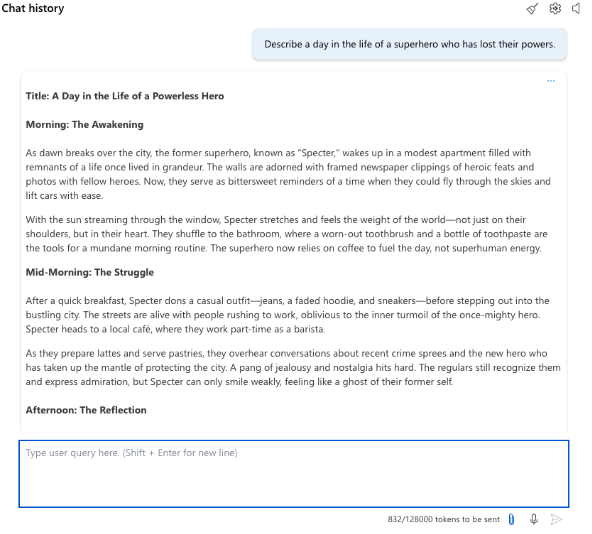 Chat history
Describe a day in the life of a superhero who has lost their powers.
...
Title: A Day in the Life of a Powerless Hero
Morning: The Awakening
As dawn breaks over the city, the former superhero, known as "Specter," wakes up in a modest apartment filled with
remnants of a life once lived in grandeur. The walls are adorned with framed newspaper clippings of heroic feats and
photos with fellow heroes. Now, they serve as bittersweet reminders of a time when they could fly through the skies and
lift cars with ease.
With the sun streaming through the window, Specter stretches and feels the weight of the world—not just on their
shoulders, but in their heart. They shuffle to the bathroom, where a worn-out toothbrush and a bottle of toothpaste are
the tools for a mundane morning routine. The superhero now relies on coffee to fuel the day, not superhuman energy.
Mid-Morning: The Struggle
After a quick breakfast, Specter dons a casual outfit—jeans, a faded hoodie, and sneakers—before stepping out into the
bustling city. The streets are alive with people rushing to work, oblivious to the inner turmoil of the once-mighty hero.
Specter heads to a local café, where they work part-time as a barista.
As they prepare lattes and serve pastries, they overhear conversations about recent crime sprees and the new hero who
has taken up the mantle of protecting the city. A pang of jealousy and nostalgia hits hard. The regulars still recognize them
and express admiration, but Specter can only smile weakly, feeling like a ghost of their former self.
Afternoon: The Reflection
Type user query here. (Shift + Enter for new line)
832/128000 tokens to be sent